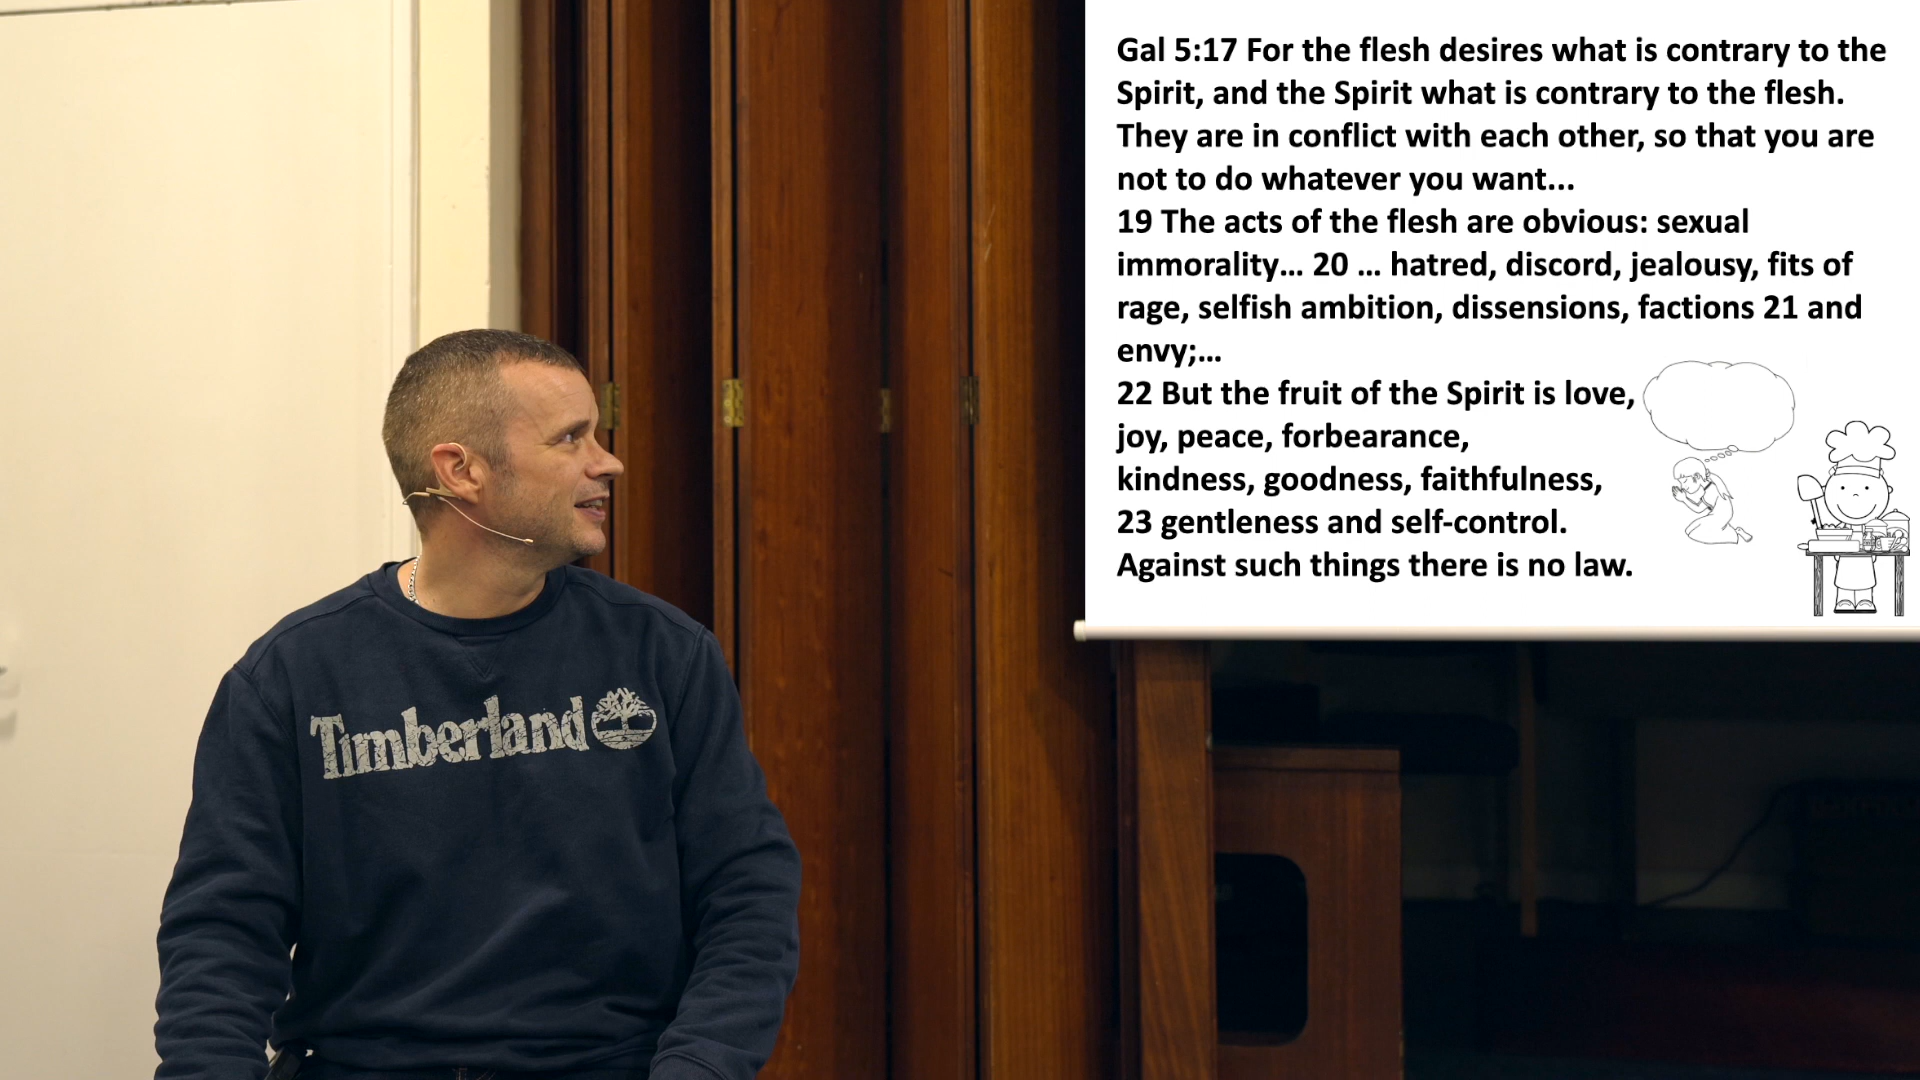 Gal 5:17 For the flesh desires what is contrary to the
Spirit, and the Spirit what is contrary to the flesh.
They are in conflict with each other, so that you are
not to do whatever you want...
19 The acts of the flesh are obvious: sexual
immorality... 20 ... hatred, discord, jealousy, fits of
rage, selfish ambition, dissensions, factions 21 and
envy;...
22 But the fruit of the Spirit is love,
joy, peace, forbearance,
kindness, goodness, faithfulness,
23 gentleness and self-control.
Against such things there is no law.
Timberland